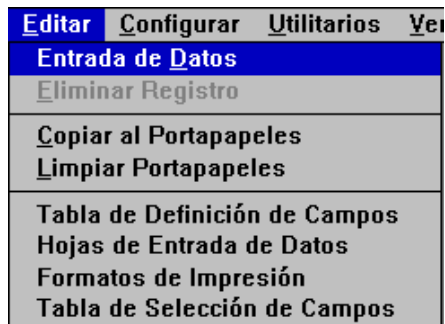 Editar Configurar Utilitarios Ver
Entrada de Datos
Eliminar Registro
Copiar al Portapapeles
Limpiar Portapapeles
Tabla de Definición de Campos
Hojas de Entrada de Datos
Formatos de Impresión
Tabla de Selección de Campos